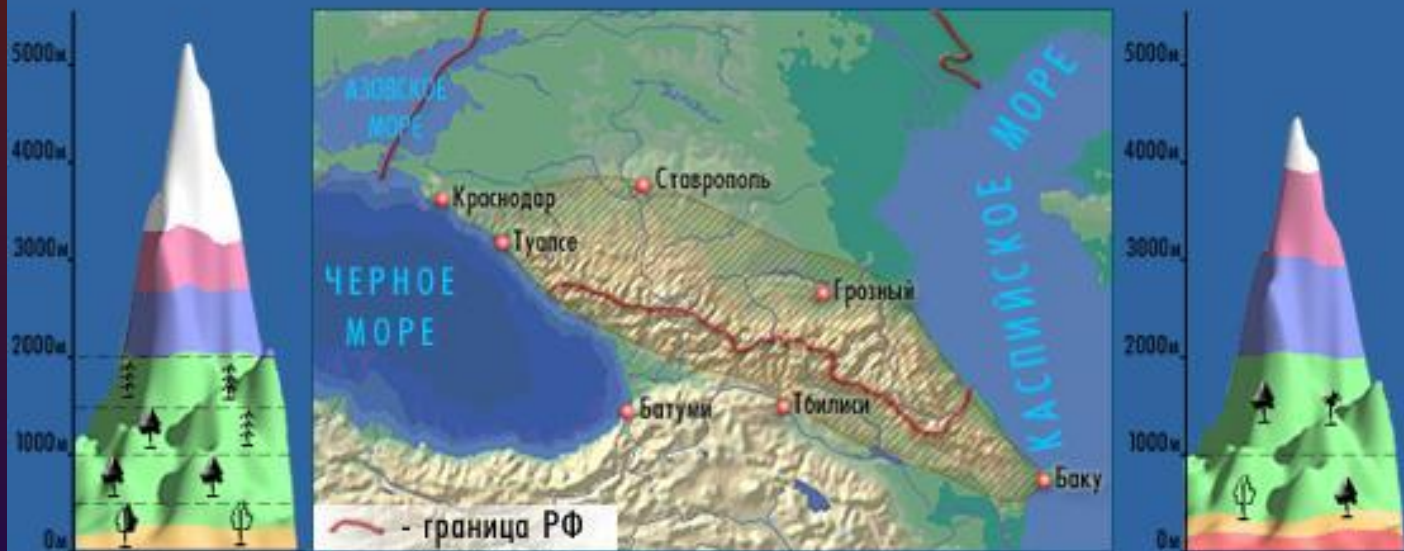 5000м
4000м
3000м
2000м
1000м
0м
АЗОВСКОЕ
МОРЕ
Краснодар
Ставрополь
Туапсе
ЧЕРНОЕ
МОРЕ
Грозный
Батуми
Тбилиси
Баку
КАСПИЙСКОЕ МОРЕ
- граница РФ
5000м
4000м
3000м
2000м
1000м
0м